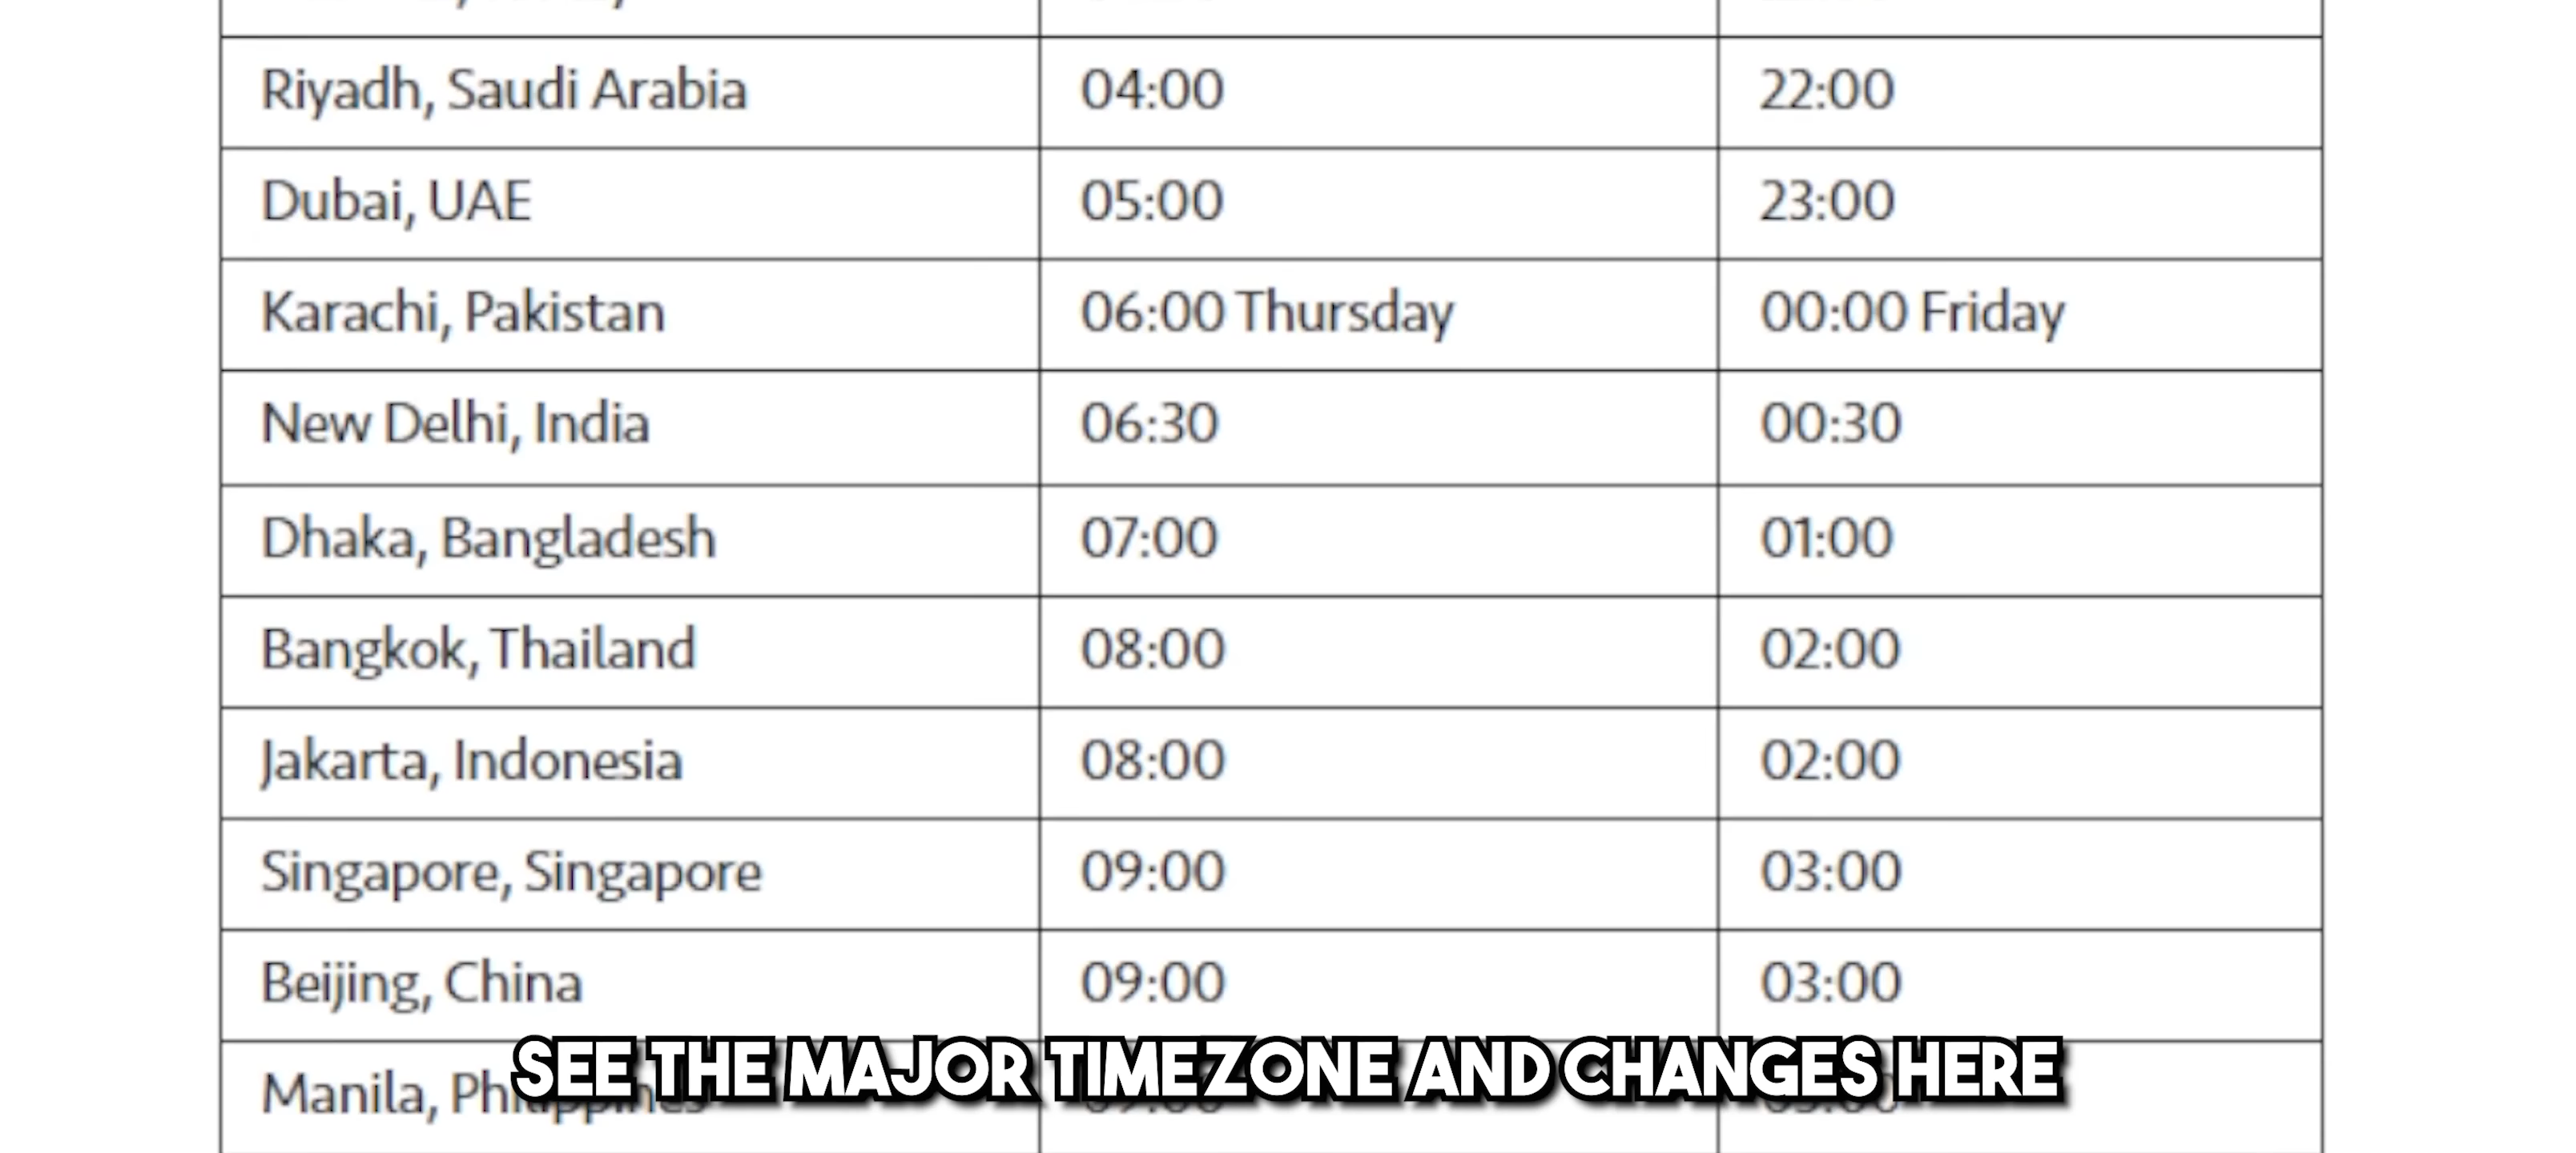 Riyadh, Saudi Arabia 04:00 22:00
Dubai, UAE 05:00 23:00
Karachi, Pakistan 06:00 Thursday 00:00 Friday
New Delhi, India 06:30 00:30
Dhaka, Bangladesh 07:00 01:00
Bangkok, Thailand 08:00 02:00
Jakarta, Indonesia 08:00 02:00
Singapore, Singapore 09:00 03:00
Beijing, China 09:00 03:00
SEE THE MAJOR TIMEZONE AND CHANGES HERE
Manila, Philippines